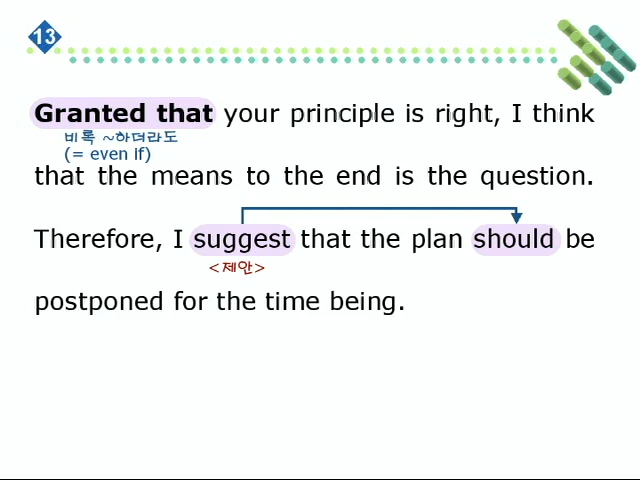 13
Granted that your principle is right, I think
비록 ~하더라도
(= even if)
that the means to the end is the question.
Therefore, I suggest that the plan should be
<제안>
postponed for the time being.